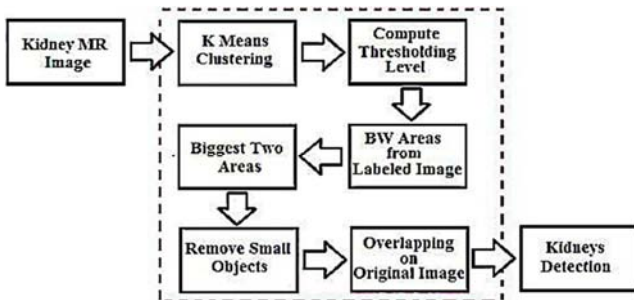 Kidney MR
Image
K Means
Clustering
Compute
Thresholding
Level
BW Areas
from
Labeled Image
Biggest Two
Areas
Remove Small
Objects
Overlapping
on
Original Image
Kidneys
Detection